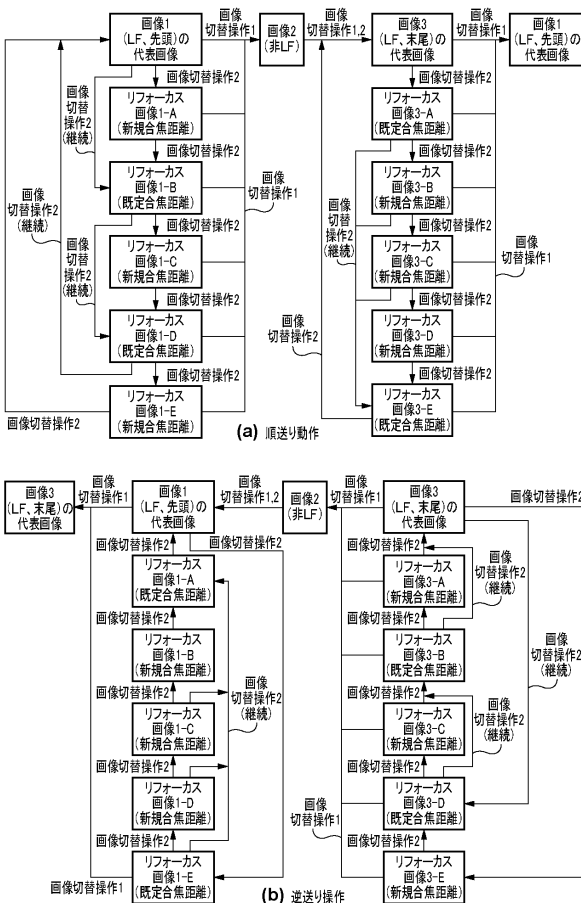 画像1
(LF、先頭)の
代表画像
画像
切替操作1
画像2
(非LF)
画像
切替操作1,2
画像3
(LF、末尾)の
代表画像
画像
切替操作1
画像1
(LF、先頭)の
代表画像
画像切替操作2
画像切替操作2
画像
切替
操作2
(継続)
リフォーカス
画像1-A
(新規合焦距離)
リフォーカス
画像3-A
(既定合焦距離)
画像切替操作2
画像切替操作2
画像
切替操作2
(継続)
リフォーカス
画像1-B
(既定合焦距離)
画像
切替操作1
リフォーカス
画像3-B
(新規合焦距離)
画像切替操作2
画像切替操作2
画像
切替
操作2
(継続)
リフォーカス
画像1-C
(新規合焦距離)
画像
切替操作2
(継続)
リフォーカス
画像3-C
(新規合焦距離)
画像
切替操作1
画像切替操作2
画像切替操作2
リフォーカス
画像1-D
(既定合焦距離)
画像
切替操作2
リフォーカス
画像3-D
(新規合焦距離)
画像切替操作2
画像切替操作2
画像切替操作2
リフォーカス
画像1-E
(新規合焦距離)
リフォーカス
画像3-E
(既定合焦距離)
(a) 順送り動作
画像3
(LF、末尾)の
代表画像
画像
切替操作1
画像1
(LF、先頭)の
代表画像
画像
切替操作1,2
画像2
(非LF)
画像
切替操作1
画像3
(LF、末尾)の
代表画像
画像切替操作2
画像切替操作2
画像切替操作2
画像切替操作2
リフォーカス
画像1-A
(既定合焦距離)
リフォーカス
画像3-A
(新規合焦距離)
画像
切替操作2
(継続)
画像切替操作2
画像切替操作2
リフォーカス
画像1-B
(新規合焦距離)
リフォーカス
画像3-B
(既定合焦距離)
画像切替操作2
画像
切替操作2
(継続)
画像切替操作2
画像
切替操作2
(継続)
リフォーカス
画像1-C
(新規合焦距離)
リフォーカス
画像3-C
(新規合焦距離)
画像
切替操作2
(継続)
画像切替操作2
画像切替操作2
リフォーカス
画像1-D
(新規合焦距離)
画像
切替操作1
リフォーカス
画像3-D
(既定合焦距離)
画像切替操作2
画像切替操作2
画像切替操作1
リフォーカス
画像1-E
(既定合焦距離)
リフォーカス
画像3-E
(新規合焦距離)
(b) 逆送り操作